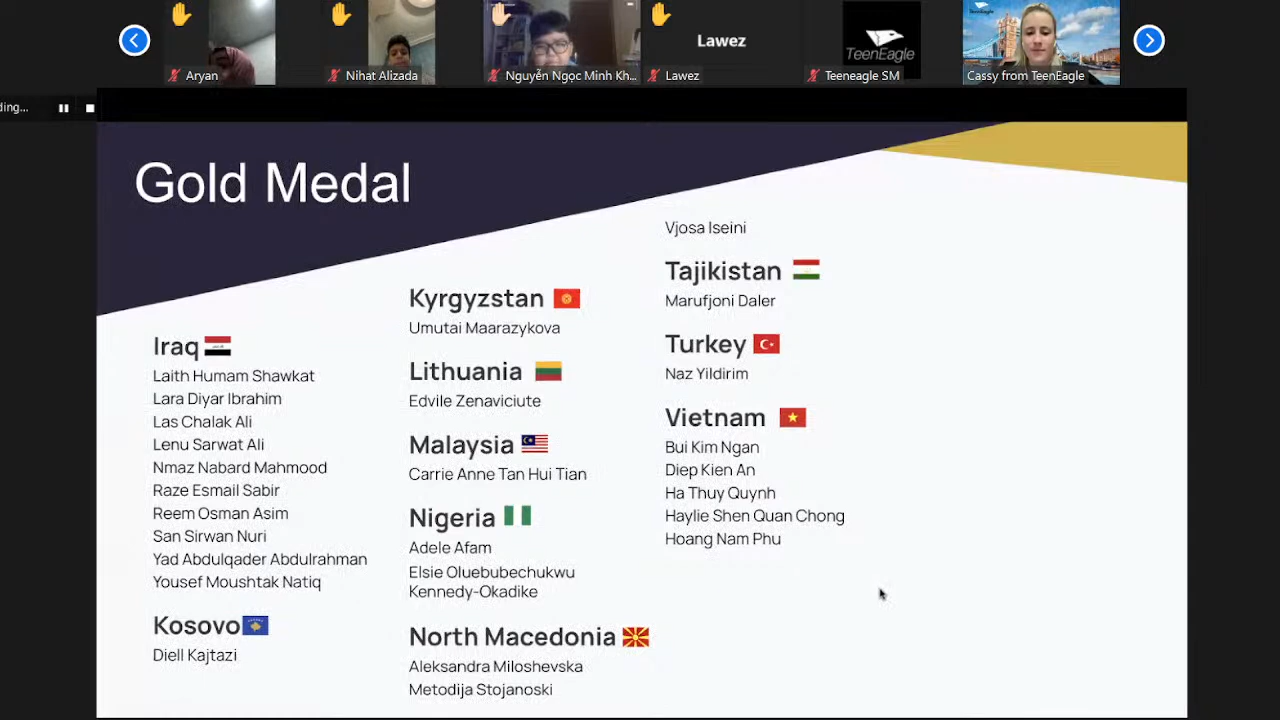 Aryan
Nihat Alizada
Nguyễn Ngọc Minh Kh...
Lawez
Lawez
TeenEagle
Teeneagle SM
TeenEagle
Cassy from TeenEagle
ding...
Gold Medal
Iraq
Laith Humam Shawkat
Lara Diyar Ibrahim
Las Chalak Ali
Lenu Sarwat Ali
Nmaz Nabard Mahmood
Raze Esmail Sabir
Reem Osman Asim
San Sirwan Nuri
Yad Abdulqader Abdulrahman
Yousef Moushtak Natiq
Kosovo
Diell Kajtazi
Kyrgyzstan
Umutai Maarazykova
Lithuania
Edvile Zenaviciute
Malaysia
Carrie Anne Tan Hui Tian
Nigeria
Adele Afam
Elsie Oluebubechukwu
Kennedy-Okadike
North Macedonia
Aleksandra Miloshevska
Metodija Stojanoski
Vjosa Iseini
Tajikistan
Marufjoni Daler
Turkey
Naz Yildirim
Vietnam
Bui Kim Ngan
Diep Kien An
Ha Thuy Quynh
Haylie Shen Quan Chong
Hoang Nam Phu